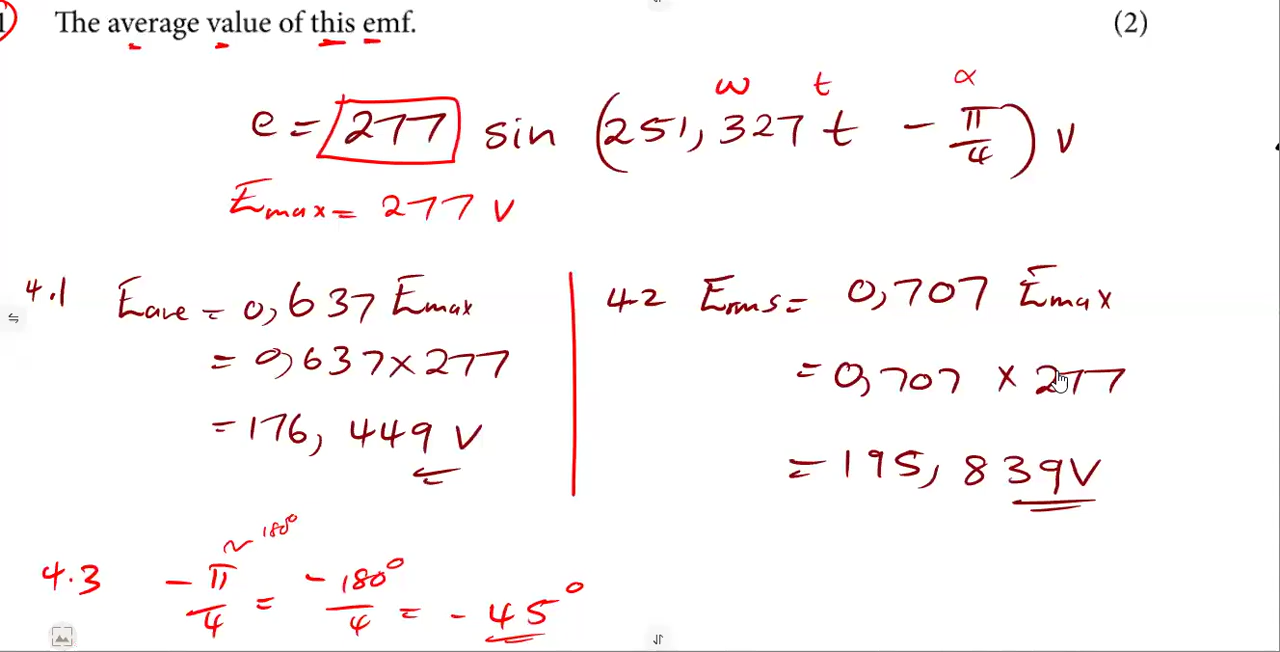 1 The average value of this emf. (2)
ω t α
e = 277 sin (251,327 t - π/4) V
Emax = 277 V
4.1 Eave = 0,637 Emax
= 0,637 × 277
= 176,449 V
4.2 Erms = 0,707 Emax
= 0,707 × 277
= 195,839V
~ 180°
4.3 -π/4 = -180°/4 = -45°